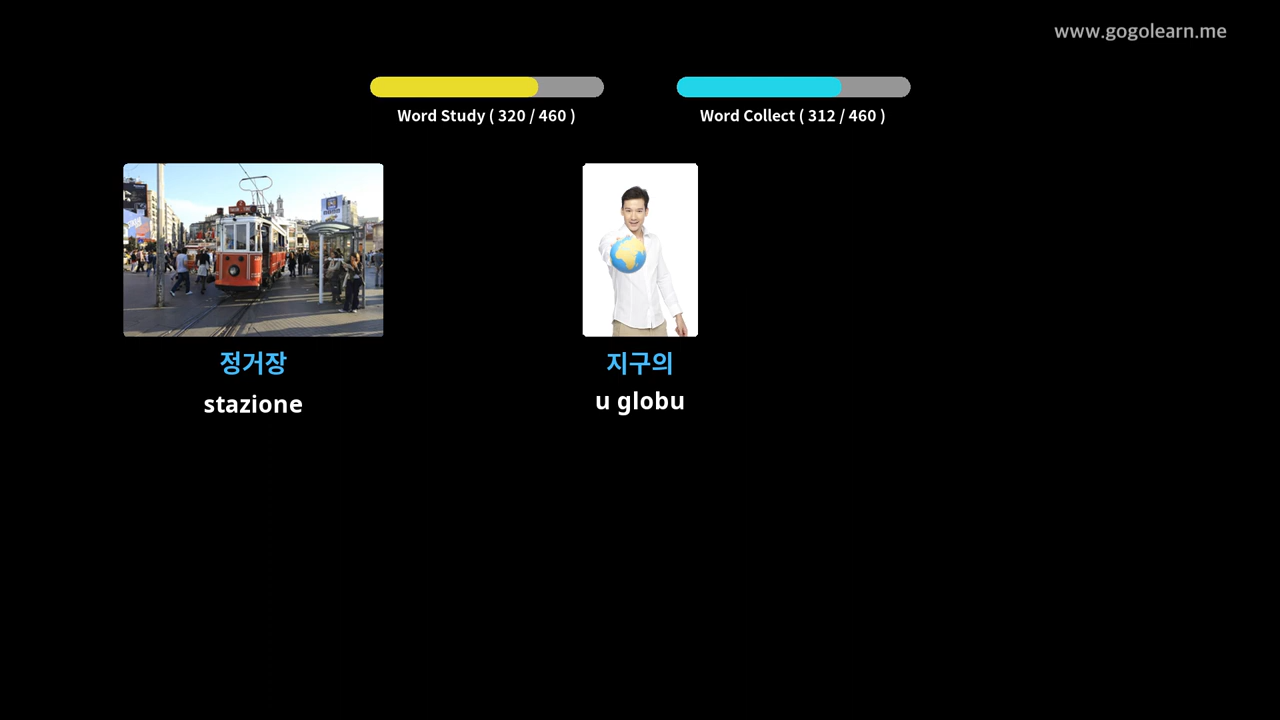 www.gogolearn.me
Word Study ( 320 / 460 )
Word Collect ( 312 / 460 )
정거장
stazione
지구의
u globu